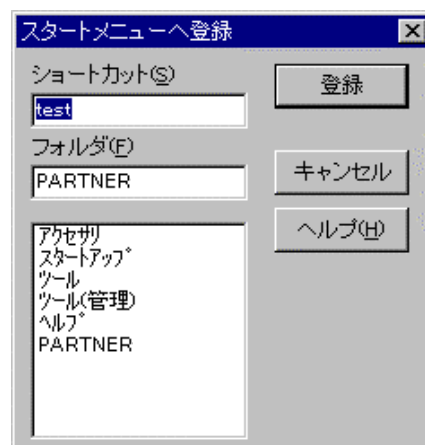 スタートメニューへ登録
ショートカット(S)
test
フォルダ(F)
PARTNER
アクセサリ
スタートアップ
ツール
ツール(管理)
ヘルプ
PARTNER
登録
キャンセル
ヘルプ(H)